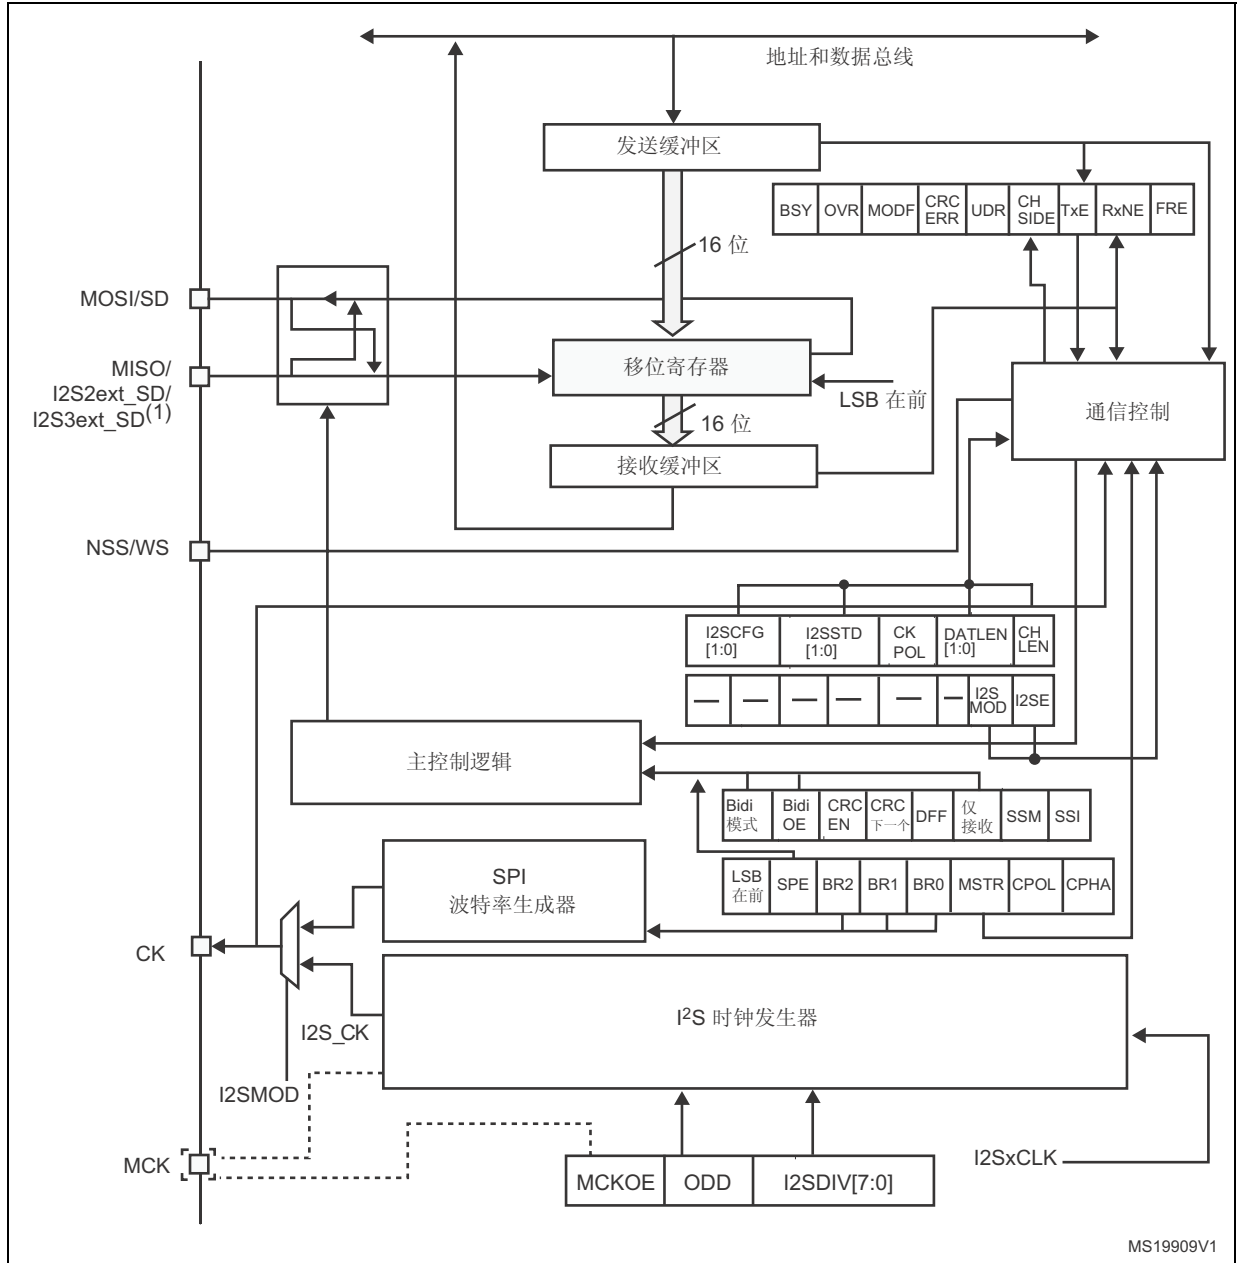 地址和数据总线
发送缓冲区
BSY OVR MODF CRC ERR UDR CH SIDE TxE RxNE FRE
16 位
MOSI/SD
MISO/
I2S2ext_SD/
I2S3ext_SD(1)
移位寄存器
LSB 在前
通信控制
16 位
接收缓冲区
NSS/WS
I2SCFG [1:0] I2SSTD [1:0] CK POL DATLEN [1:0] CH LEN
— — — — — — I2S MOD I2SE
主控制逻辑
Bidi 模式 Bidi OE CRC EN CRC 下一个 DFF 仅 接收 SSM SSI
LSB 在前 SPE BR2 BR1 BR0 MSTR CPOL CPHA
SPI
波特率生成器
CK
I2S 时钟发生器
I2S_CK
I2SMOD
MCK
MCKOE ODD I2SDIV[7:0]
I2SxCLK
MS19909V1